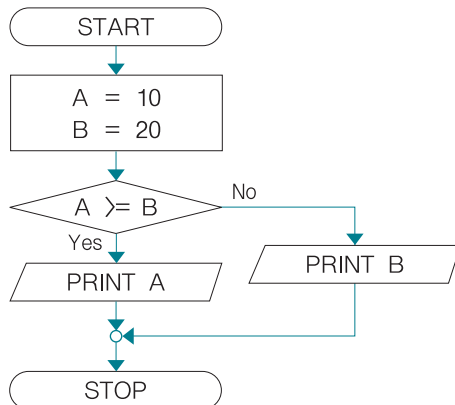 START
A = 10
B = 20
A >= B
No
Yes
PRINT A
PRINT B
STOP